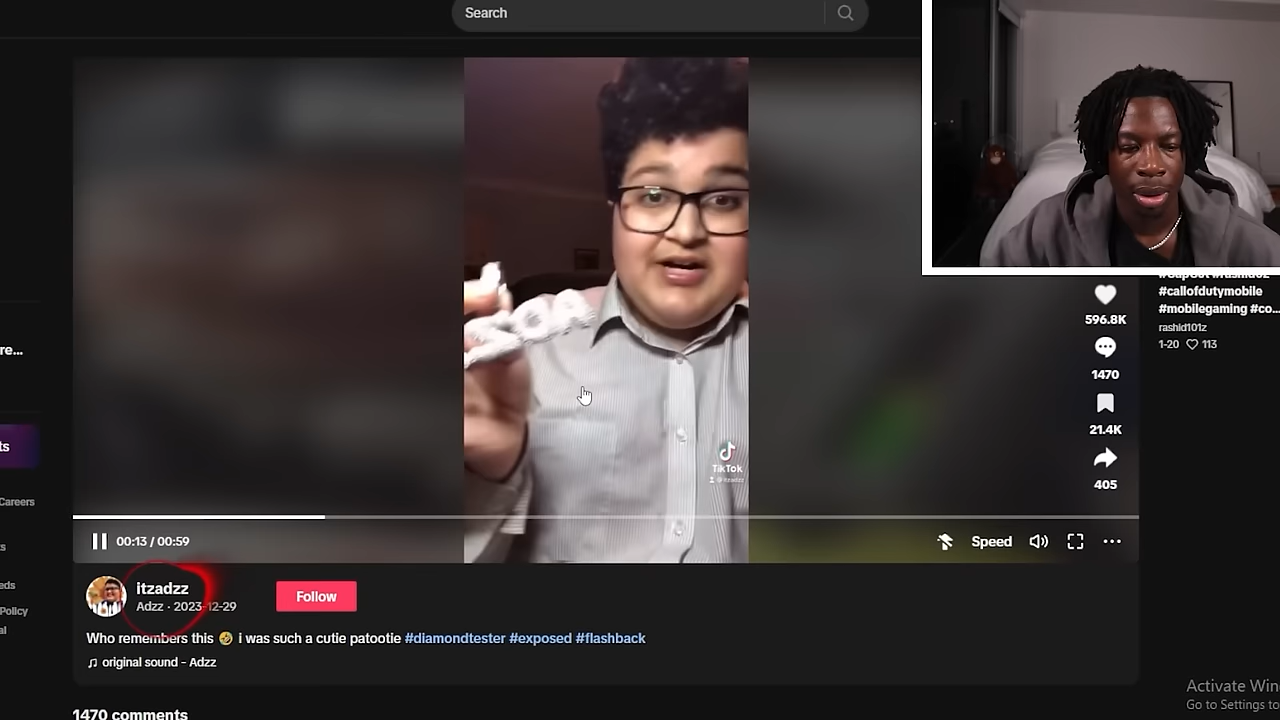 Search
#callofdutymobile
#mobilegaming #co...
rashid101z
1-20 113
596.8K
1470
21.4K
405
re...
ts
Careers
ts
eds
Policy
al
TikTok
00:13 / 00:59
Speed
itzadzz
Adzz · 2023-12-29
Follow
Who remembers this 🤣 i was such a cutie patootie #diamondtester #exposed #flashback
♫ original sound - Adzz
1470 comments
Activate Win
Go to Settings to